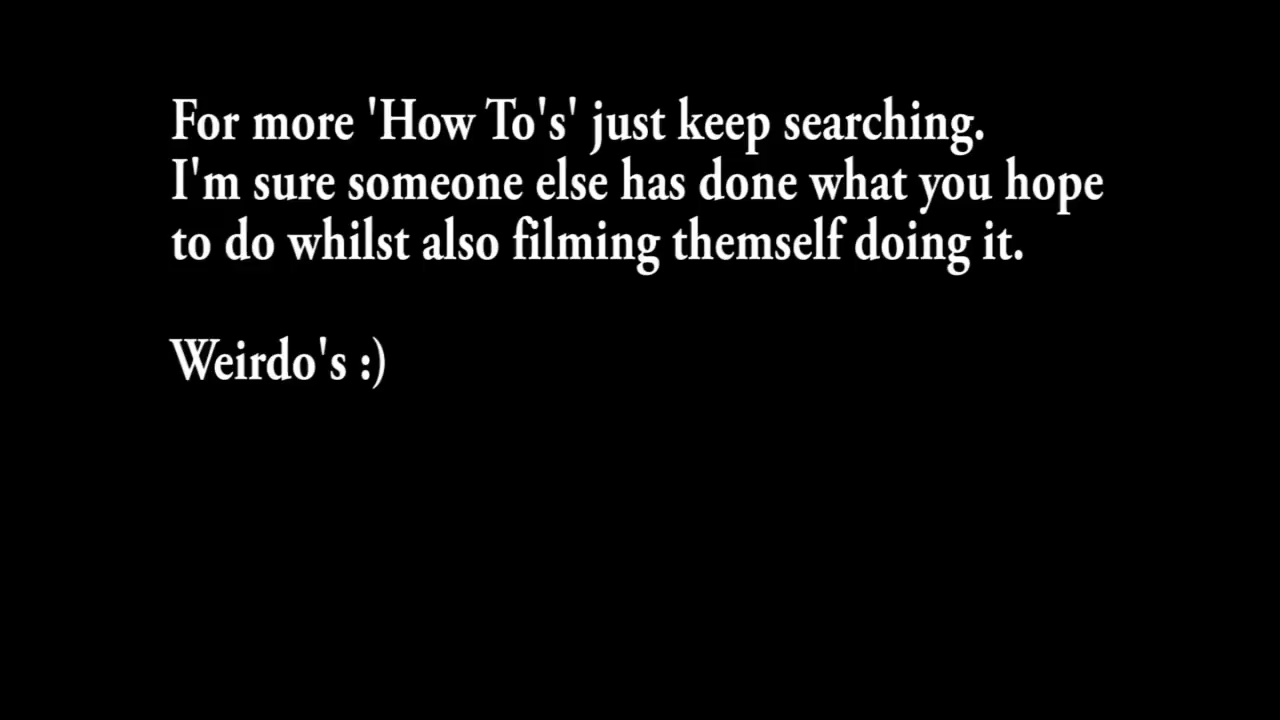 For more 'How To's' just keep searching.
I'm sure someone else has done what you hope
to do whilst also filming themself doing it.
Weirdo's :)